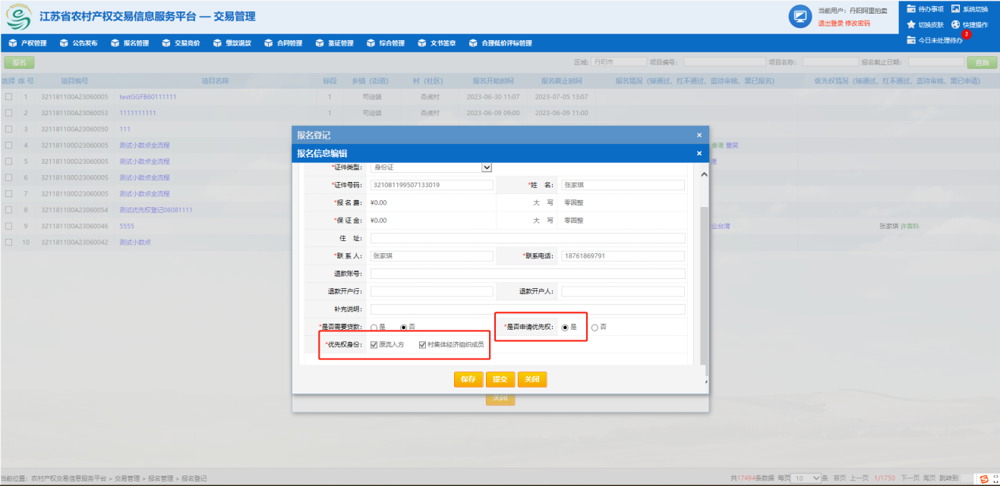 江苏省农村产权交易信息服务平台 — 交易管理
当前用户：丹阳阿里拍卖
退出登录 修改密码
待办事项 系统切换
切换皮肤 快捷操作
今日未处理待办 3
产权管理 公告发布 报名管理 交易竞价 缴款退款 合同管理 鉴证管理 综合管理 文书签章 合理低价评标管理
报名 区域: 丹阳市 项目编号: 项目名称: 报名截止日期: 查询
选择 序号 项目编号 项目名称 标段 乡镇（街道） 村（社区） 报名开始时间 报名截止时间 报名情况（绿通过、红不通过、蓝待审核、黑已报名） 优先权情况（绿通过、红不通过、蓝待审核、黑已申请）
1 321181100A23060005 testGGFB60111111 1 司徒镇 杏虎村 2023-06-30 11:07 2023-07-05 13:07
2 321181100A23060053 1111111111 1 司徒镇 杏虎村 2023-06-09 09:00 2023-06-09 11:00
3 321181100A23060050 111
4 321181100D23060005 测试小数点全流程
5 321181100D23060005 测试小数点全流程 港
6 321181100D23060005 测试小数点全流程
7 321181100D23060005 测试小数点全流程
8 321181100A23060054 测试优先权登记06081111
9 321181100A23060046 5555 业台湾 张家琪
10 321181100A23060042 测试小数点
报名登记 ×
报名信息编辑 ×
*证件类型: 身份证
*证件号码: 321081199507133019 *姓 名: 张家琪
*报 名 费: ¥0.00 大 写 零圆整
*保 证 金: ¥0.00 大 写 零圆整
住 址:
*联 系 人: 张家琪 *联系电话: 18761869791
退款账号:
退款开户行: 退款开户人:
补充说明:
*是否需要贷款: 是 否 *是否申请优先权: 是 否
*优先权身份: 原流入方 村集体经济组织成员
保存 提交 关闭
关闭
当前位置：农村产权交易信息服务平台 > 交易管理 > 报名管理 > 报名登记
共17494条数据 每页 10 条 首页 上一页 1/1750 下一页 尾页 跳转到